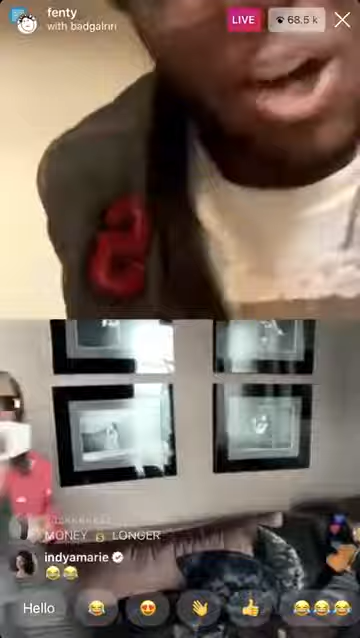 fenty
with badgalriri
LIVE
68.5 k
MONEY 💰 LONGER
indyamarie
😂😂
Hello